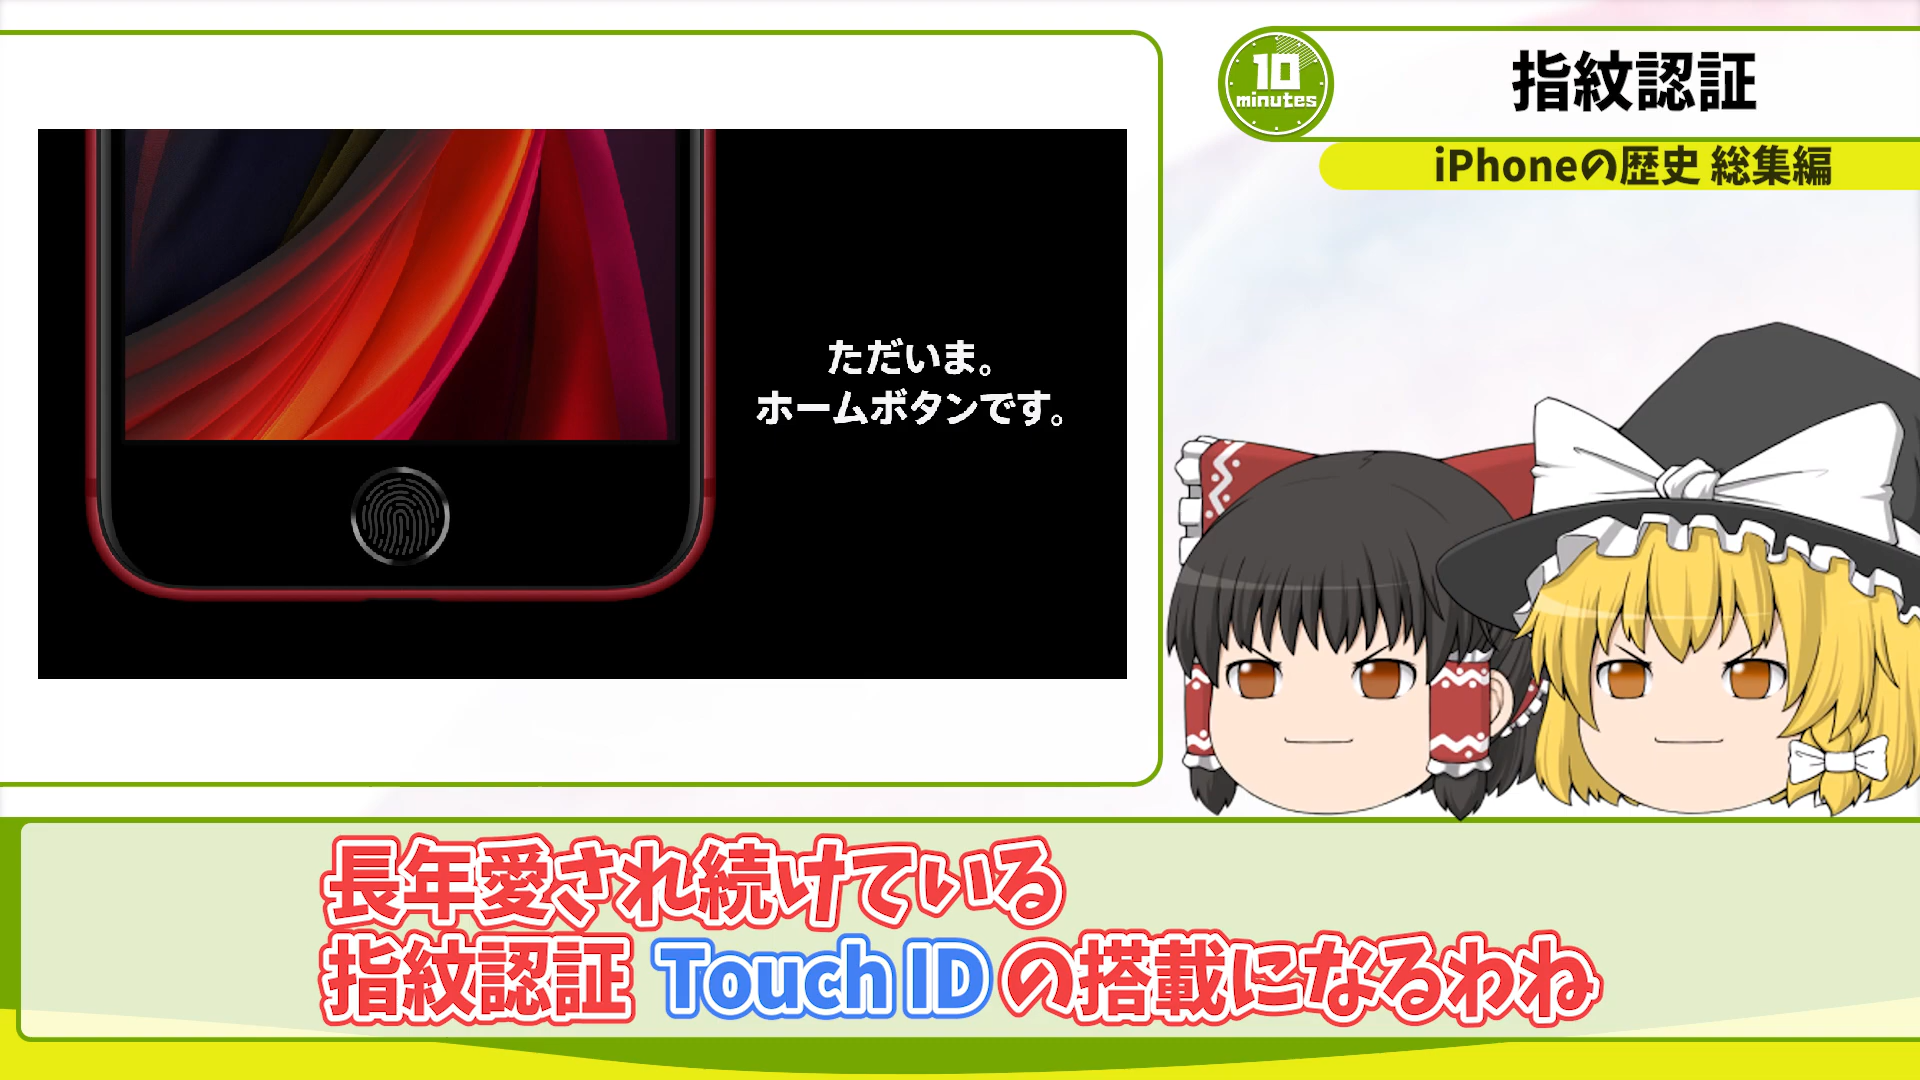 10
minutes
指紋認証
iPhoneの歴史 総集編
ただいま。
ホームボタンです。
長年愛され続けている
指紋認証 Touch IDの搭載になるわね